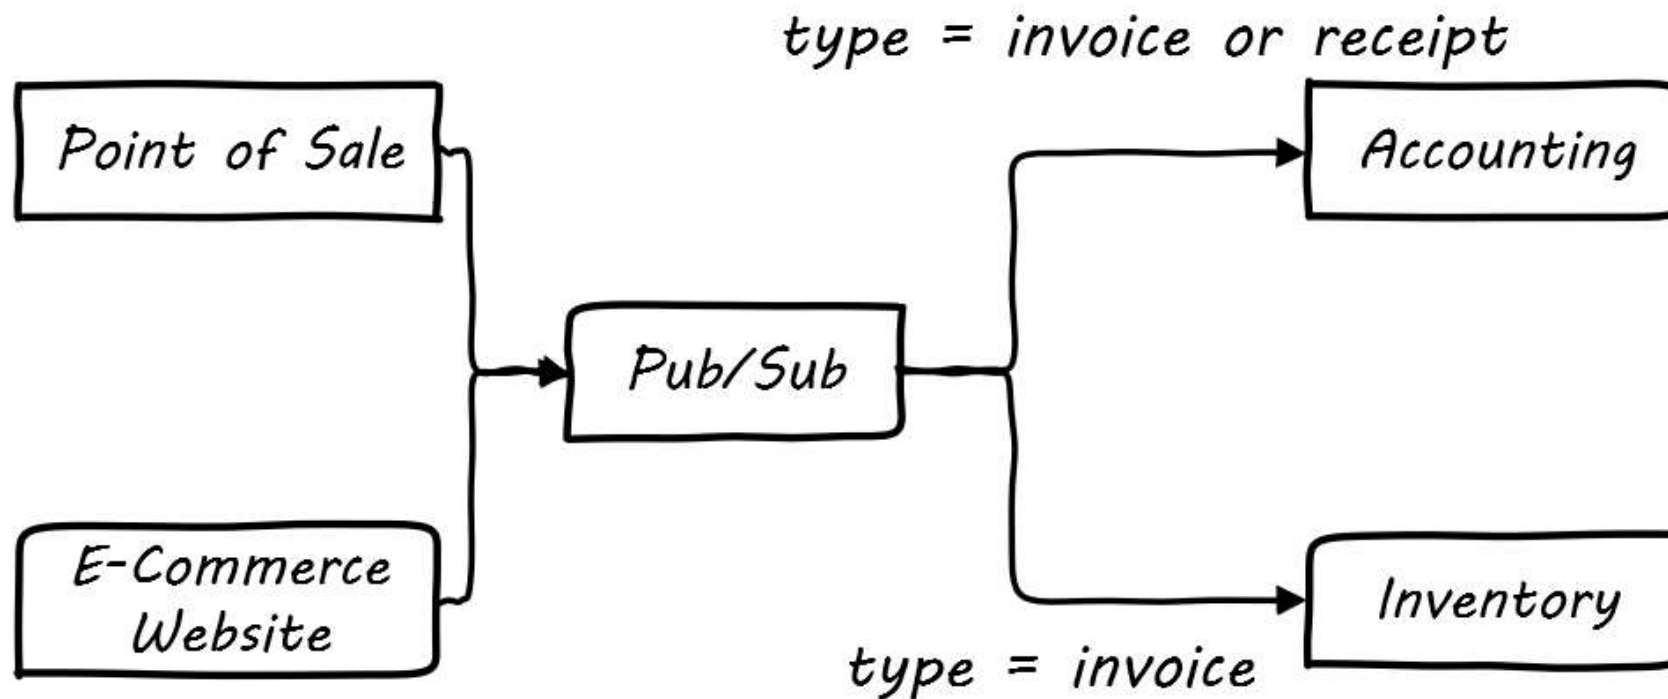 type = invoice or receipt
Point of Sale
Accounting
Pub/Sub
E-Commerce
Website
Inventory
type = invoice